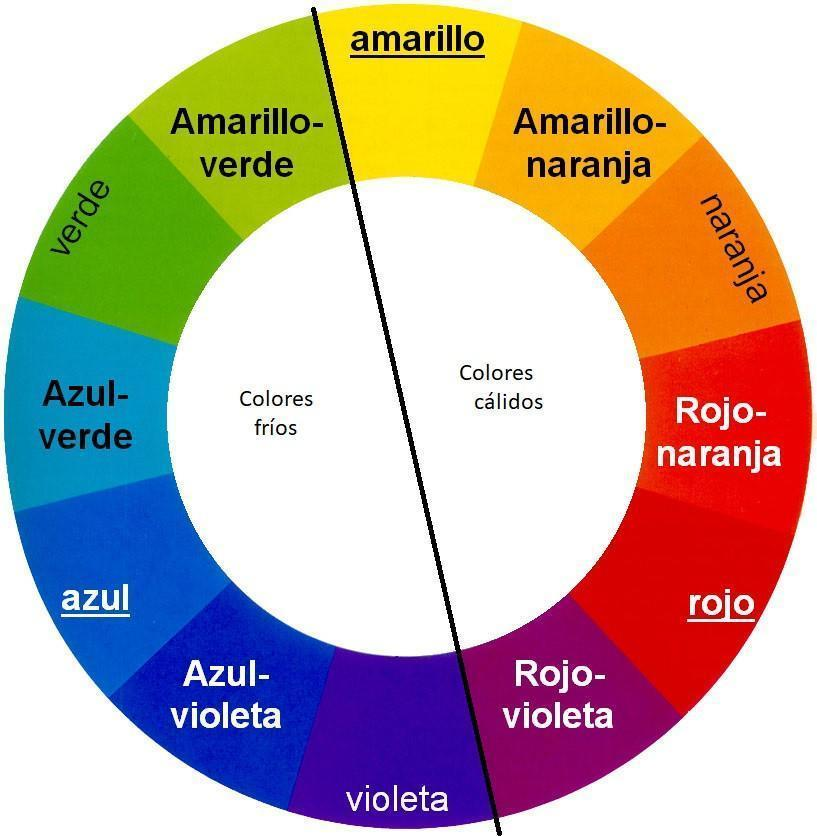 amarillo
Amarillo-
naranja
naranja
Rojo-
naranja
rojo
Rojo-
violeta
violeta
Azul-
violeta
azul
Azul-
verde
verde
Amarillo-
verde
Colores
fríos
Colores
cálidos